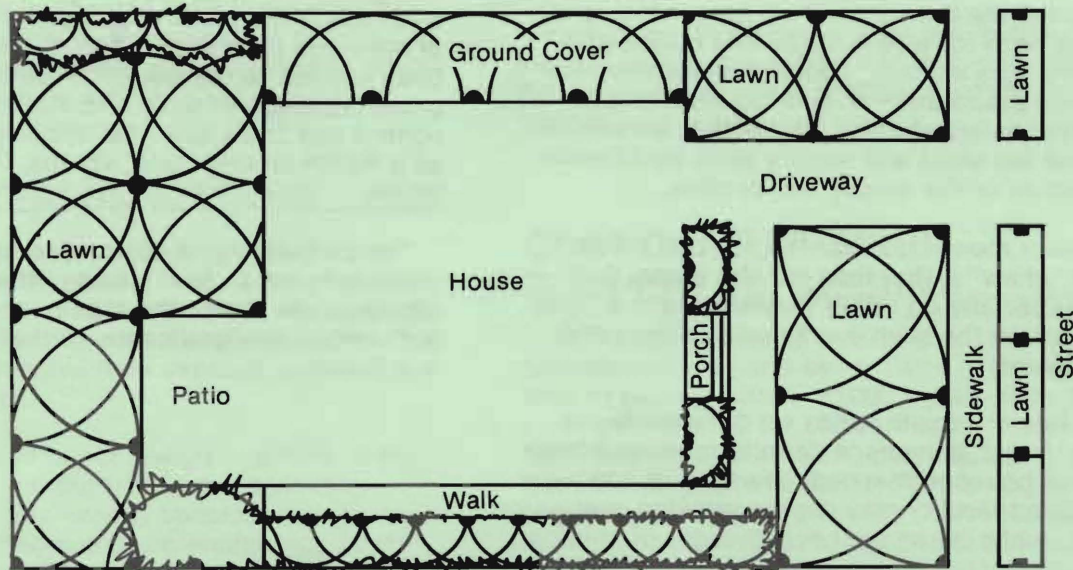 Ground Cover
Lawn
Lawn
Driveway
Lawn
House
Lawn
Porch
Sidewalk
Lawn
Street
Patio
Walk